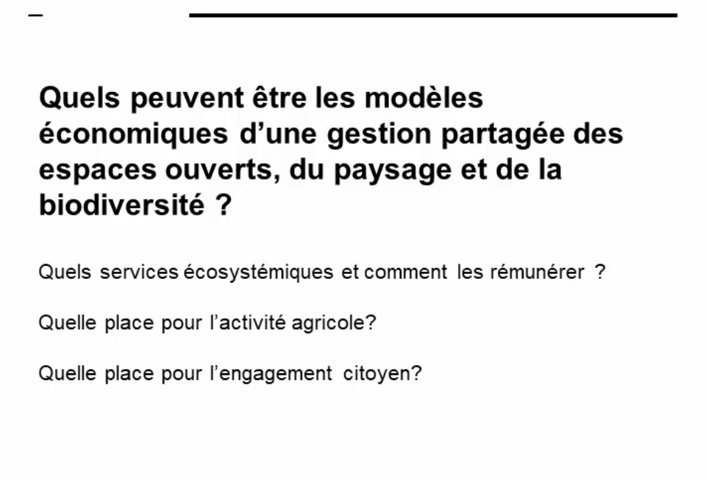 Quels peuvent être les modèles
économiques d’une gestion partagée des
espaces ouverts, du paysage et de la
biodiversité ?
Quels services écosystémiques et comment les rémunérer ?
Quelle place pour l’activité agricole?
Quelle place pour l’engagement citoyen?